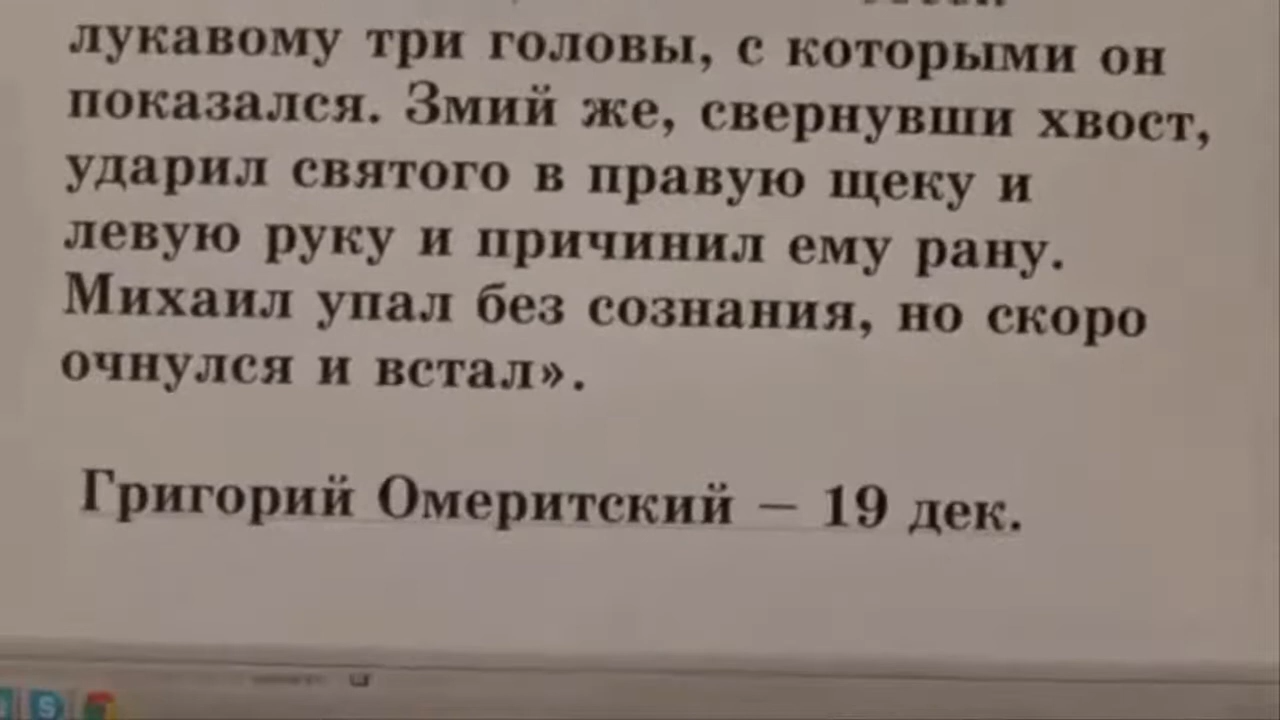 лукавому три головы, с которыми он
показался. Змий же, свернувши хвост,
ударил святого в правую щеку и
левую руку и причинил ему рану.
Михаил упал без сознания, но скоро
очнулся и встал».
Григорий Омеритский – 19 дек.